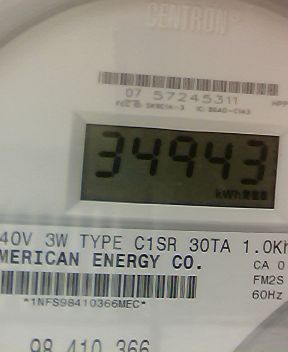 CENTRON®
07 57245311
34943
kWh
40V 3W TYPE C1SR 30TA 1.0Kh
MERICAN ENERGY CO.
CA 0
FM2S
60Hz
*1NFS98410366MEC*
98 410 366